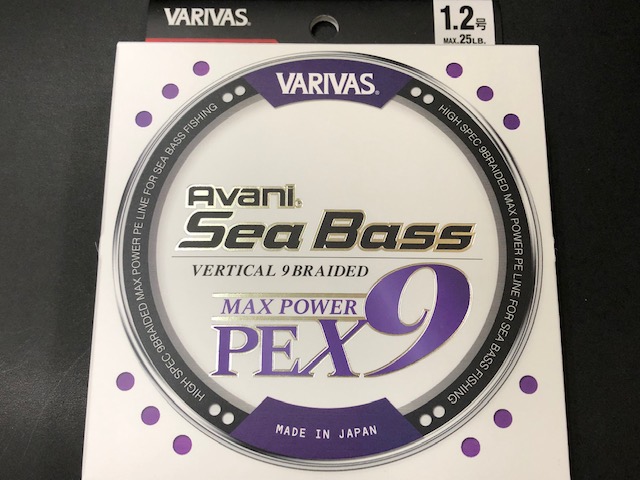 VARIVAS®
1.2号
MAX.25LB.
VARIVAS®
HIGH SPEC 9BRAIDED MAX POWER PE LINE FOR SEA BASS FISHING
HIGH SPEC 9BRAIDED MAX POWER PE LINE FOR SEA BASS FISHING
Avani®
Sea Bass
VERTICAL 9 BRAIDED
MAX POWER
PEX9
MADE IN JAPAN